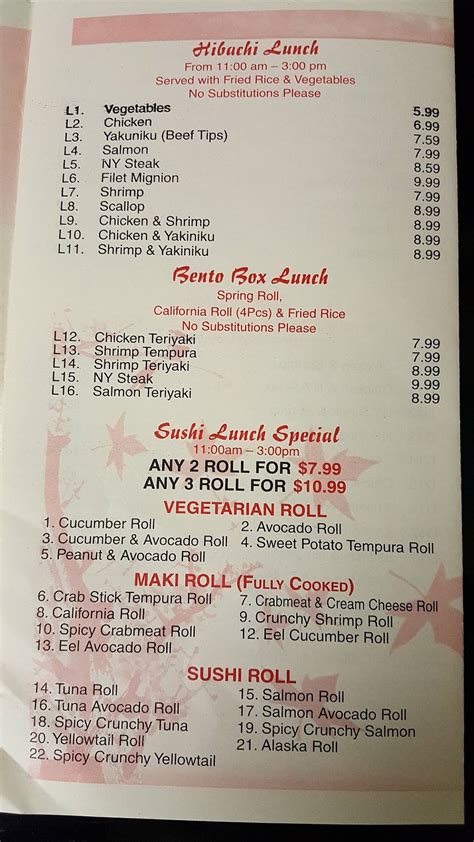 Hibachi Lunch
From 11:00 am – 3:00 pm
Served with Fried Rice & Vegetables
No Substitutions Please
L1. Vegetables 5.99
L2. Chicken 6.99
L3. Yakuniku (Beef Tips) 7.59
L4. Salmon 7.99
L5. NY Steak 8.59
L6. Filet Mignion 9.99
L7. Shrimp 7.99
L8. Scallop 8.99
L9. Chicken & Shrimp 8.99
L10. Chicken & Yakiniku 8.99
L11. Shrimp & Yakiniku 8.99
Bento Box Lunch
Spring Roll,
California Roll (4Pcs) & Fried Rice
No Substitutions Please
L12. Chicken Teriyaki 7.99
L13. Shrimp Tempura 7.99
L14. Shrimp Teriyaki 8.99
L15. NY Steak 9.99
L16. Salmon Teriyaki 8.99
Sushi Lunch Special
11:00am – 3:00pm
ANY 2 ROLL FOR $7.99
ANY 3 ROLL FOR $10.99
VEGETARIAN ROLL
1. Cucumber Roll 2. Avocado Roll
3. Cucumber & Avocado Roll 4. Sweet Potato Tempura Roll
5. Peanut & Avocado Roll
MAKI ROLL (FULLY COOKED)
6. Crab Stick Tempura Roll 7. Crabmeat & Cream Cheese Roll
8. California Roll 9. Crunchy Shrimp Roll
10. Spicy Crabmeat Roll 12. Eel Cucumber Roll
13. Eel Avocado Roll
SUSHI ROLL
14. Tuna Roll 15. Salmon Roll
16. Tuna Avocado Roll 17. Salmon Avocado Roll
18. Spicy Crunchy Tuna 19. Spicy Crunchy Salmon
20. Yellowtail Roll 21. Alaska Roll
22. Spicy Crunchy Yellowtail